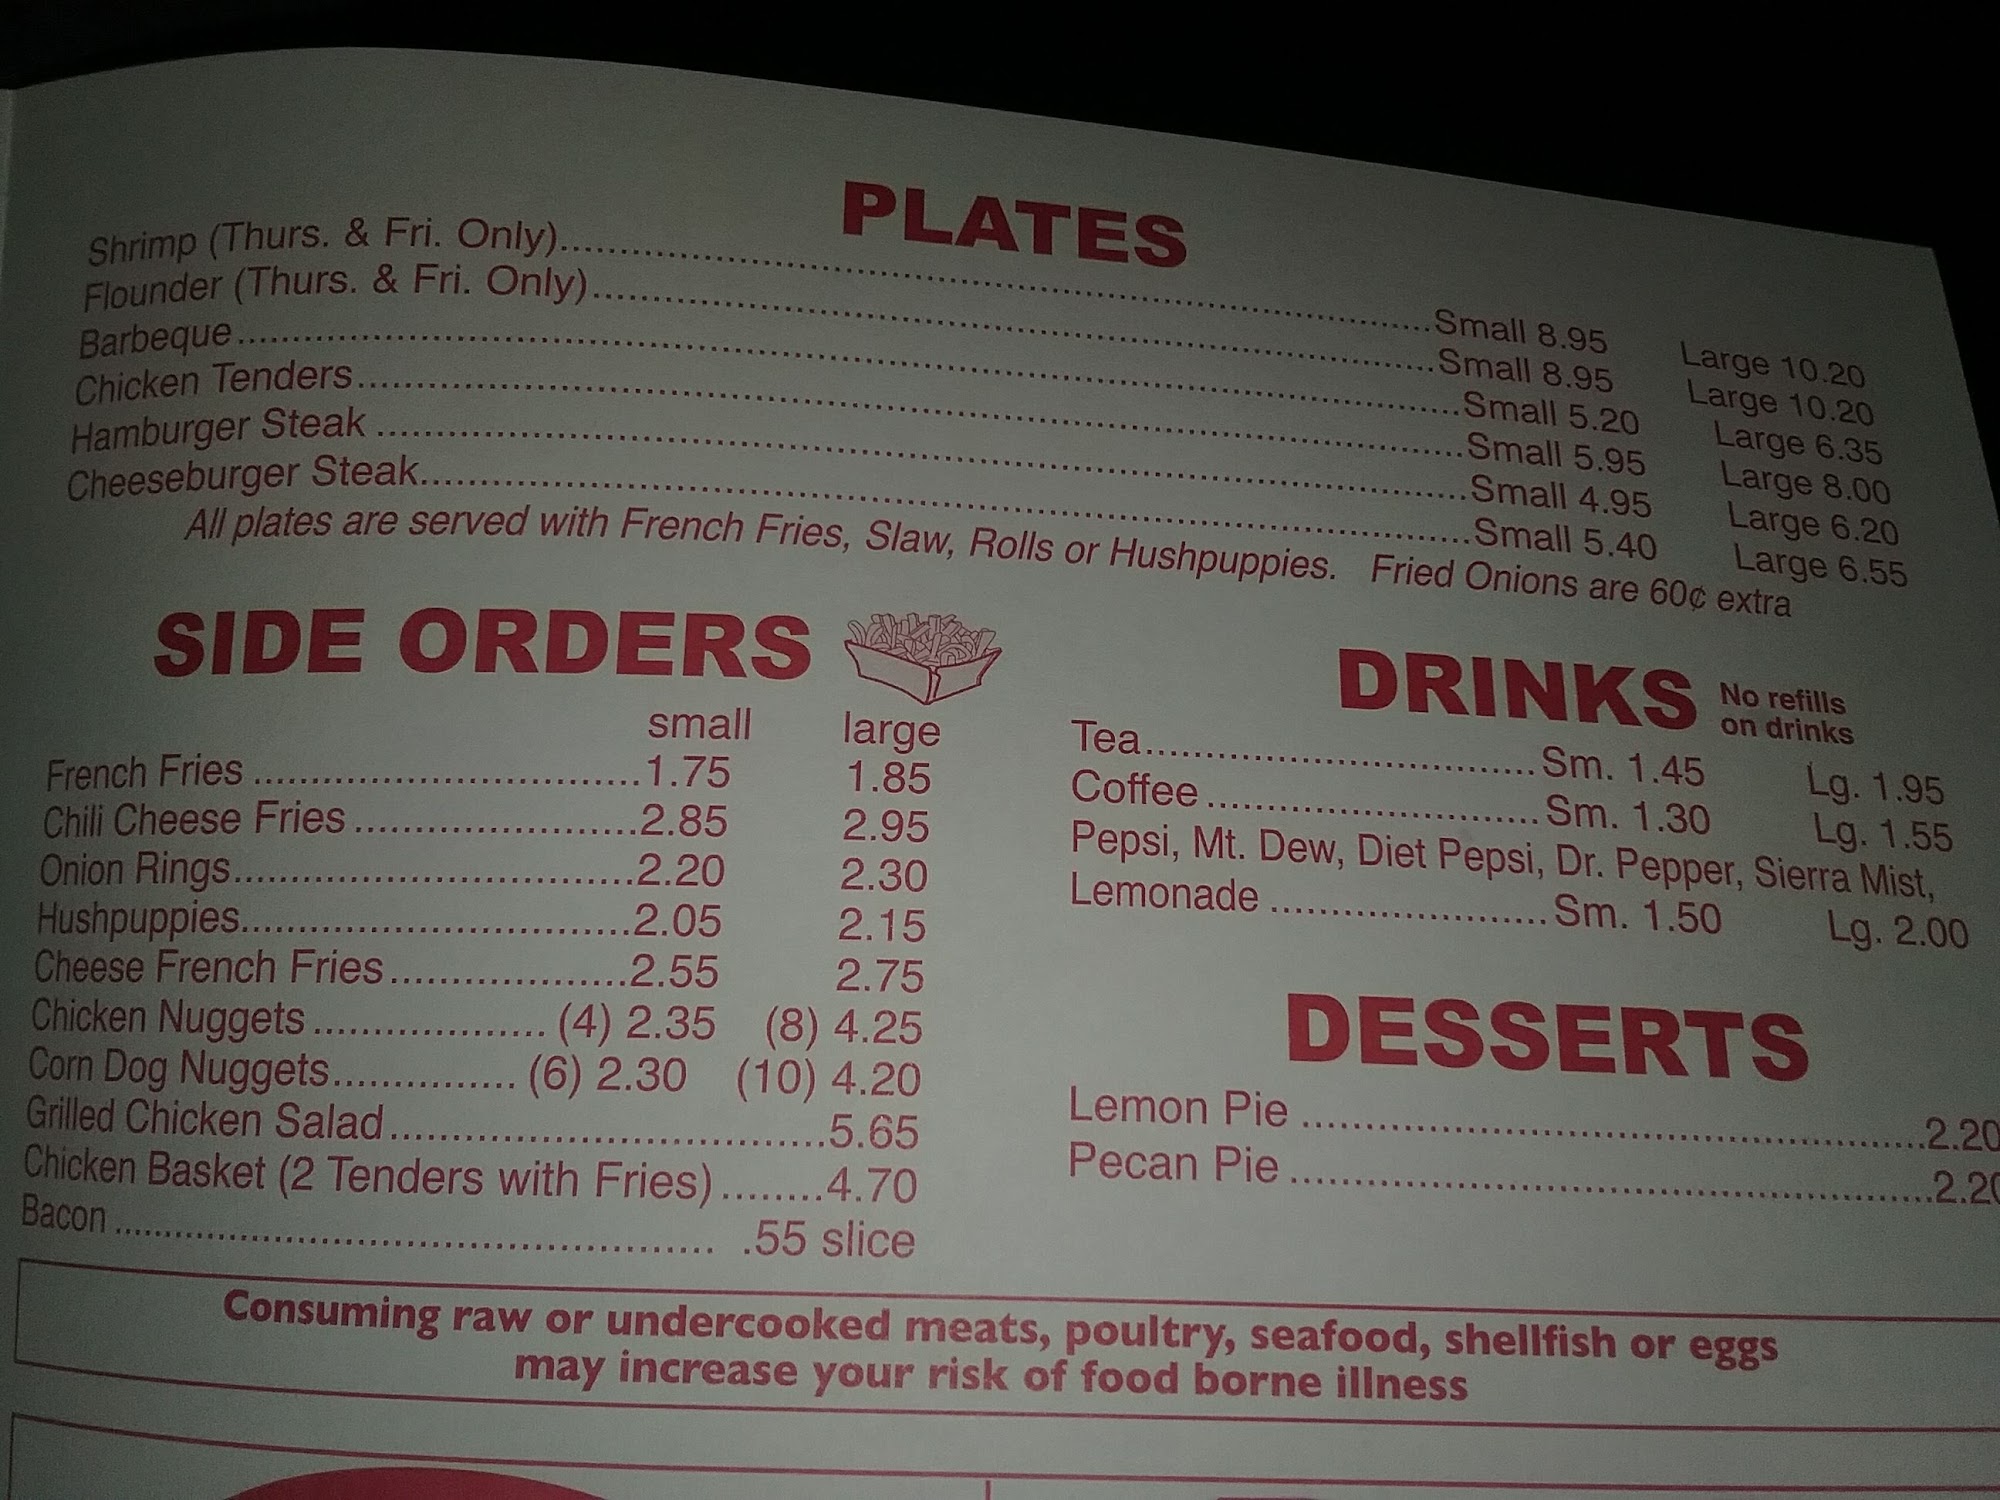 PLATES
Shrimp (Thurs. & Fri. Only)..........Small 8.95 Large 10.20
Flounder (Thurs. & Fri. Only)..........Small 8.95 Large 10.20
Barbeque..........Small 5.20 Large 6.35
Chicken Tenders..........Small 5.95 Large 8.00
Hamburger Steak..........Small 4.95 Large 6.20
Cheeseburger Steak..........Small 5.40 Large 6.55
All plates are served with French Fries, Slaw, Rolls or Hushpuppies. Fried Onions are 60¢ extra
SIDE ORDERS
small large
French Fries..........1.75 1.85
Chili Cheese Fries..........2.85 2.95
Onion Rings..........2.20 2.30
Hushpuppies..........2.05 2.15
Cheese French Fries..........2.55 2.75
Chicken Nuggets..........(4) 2.35 (8) 4.25
Corn Dog Nuggets..........(6) 2.30 (10) 4.20
Grilled Chicken Salad..........5.65
Chicken Basket (2 Tenders with Fries)..........4.70
Bacon.......... .55 slice
DRINKS
No refills
on drinks
Tea..........Sm. 1.45 Lg. 1.95
Coffee..........Sm. 1.30 Lg. 1.55
Pepsi, Mt. Dew, Diet Pepsi, Dr. Pepper, Sierra Mist,
Lemonade..........Sm. 1.50 Lg. 2.00
DESSERTS
Lemon Pie..........2.20
Pecan Pie..........2.20
Consuming raw or undercooked meats, poultry, seafood, shellfish or eggs
may increase your risk of food borne illness